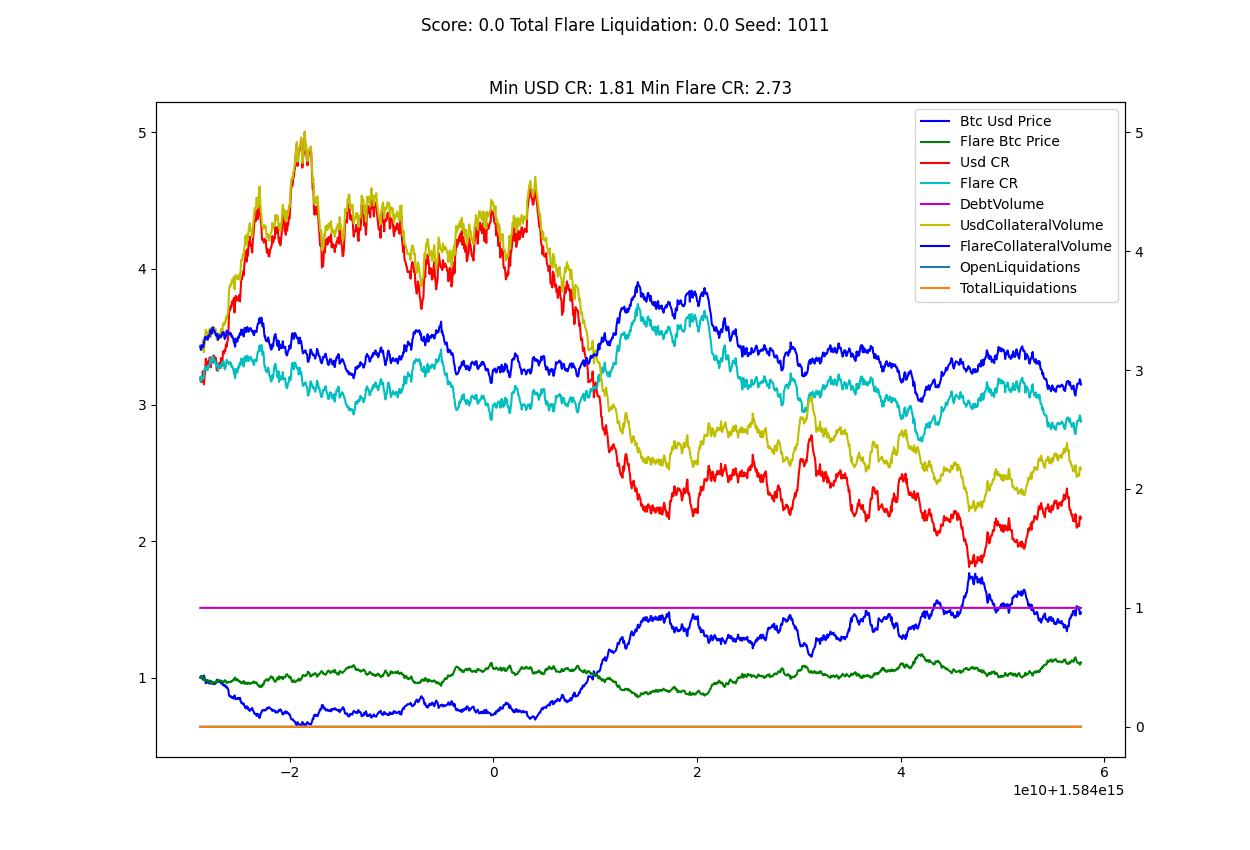 Score: 0.0 Total Flare Liquidation: 0.0 Seed: 1011
Min USD CR: 1.81 Min Flare CR: 2.73
Btc Usd Price
Flare Btc Price
Usd CR
Flare CR
DebtVolume
UsdCollateralVolume
FlareCollateralVolume
OpenLiquidations
TotalLiquidations
5
4
3
2
1
5
4
3
2
1
0
−2 0 2 4 6
1e10+1.584e15